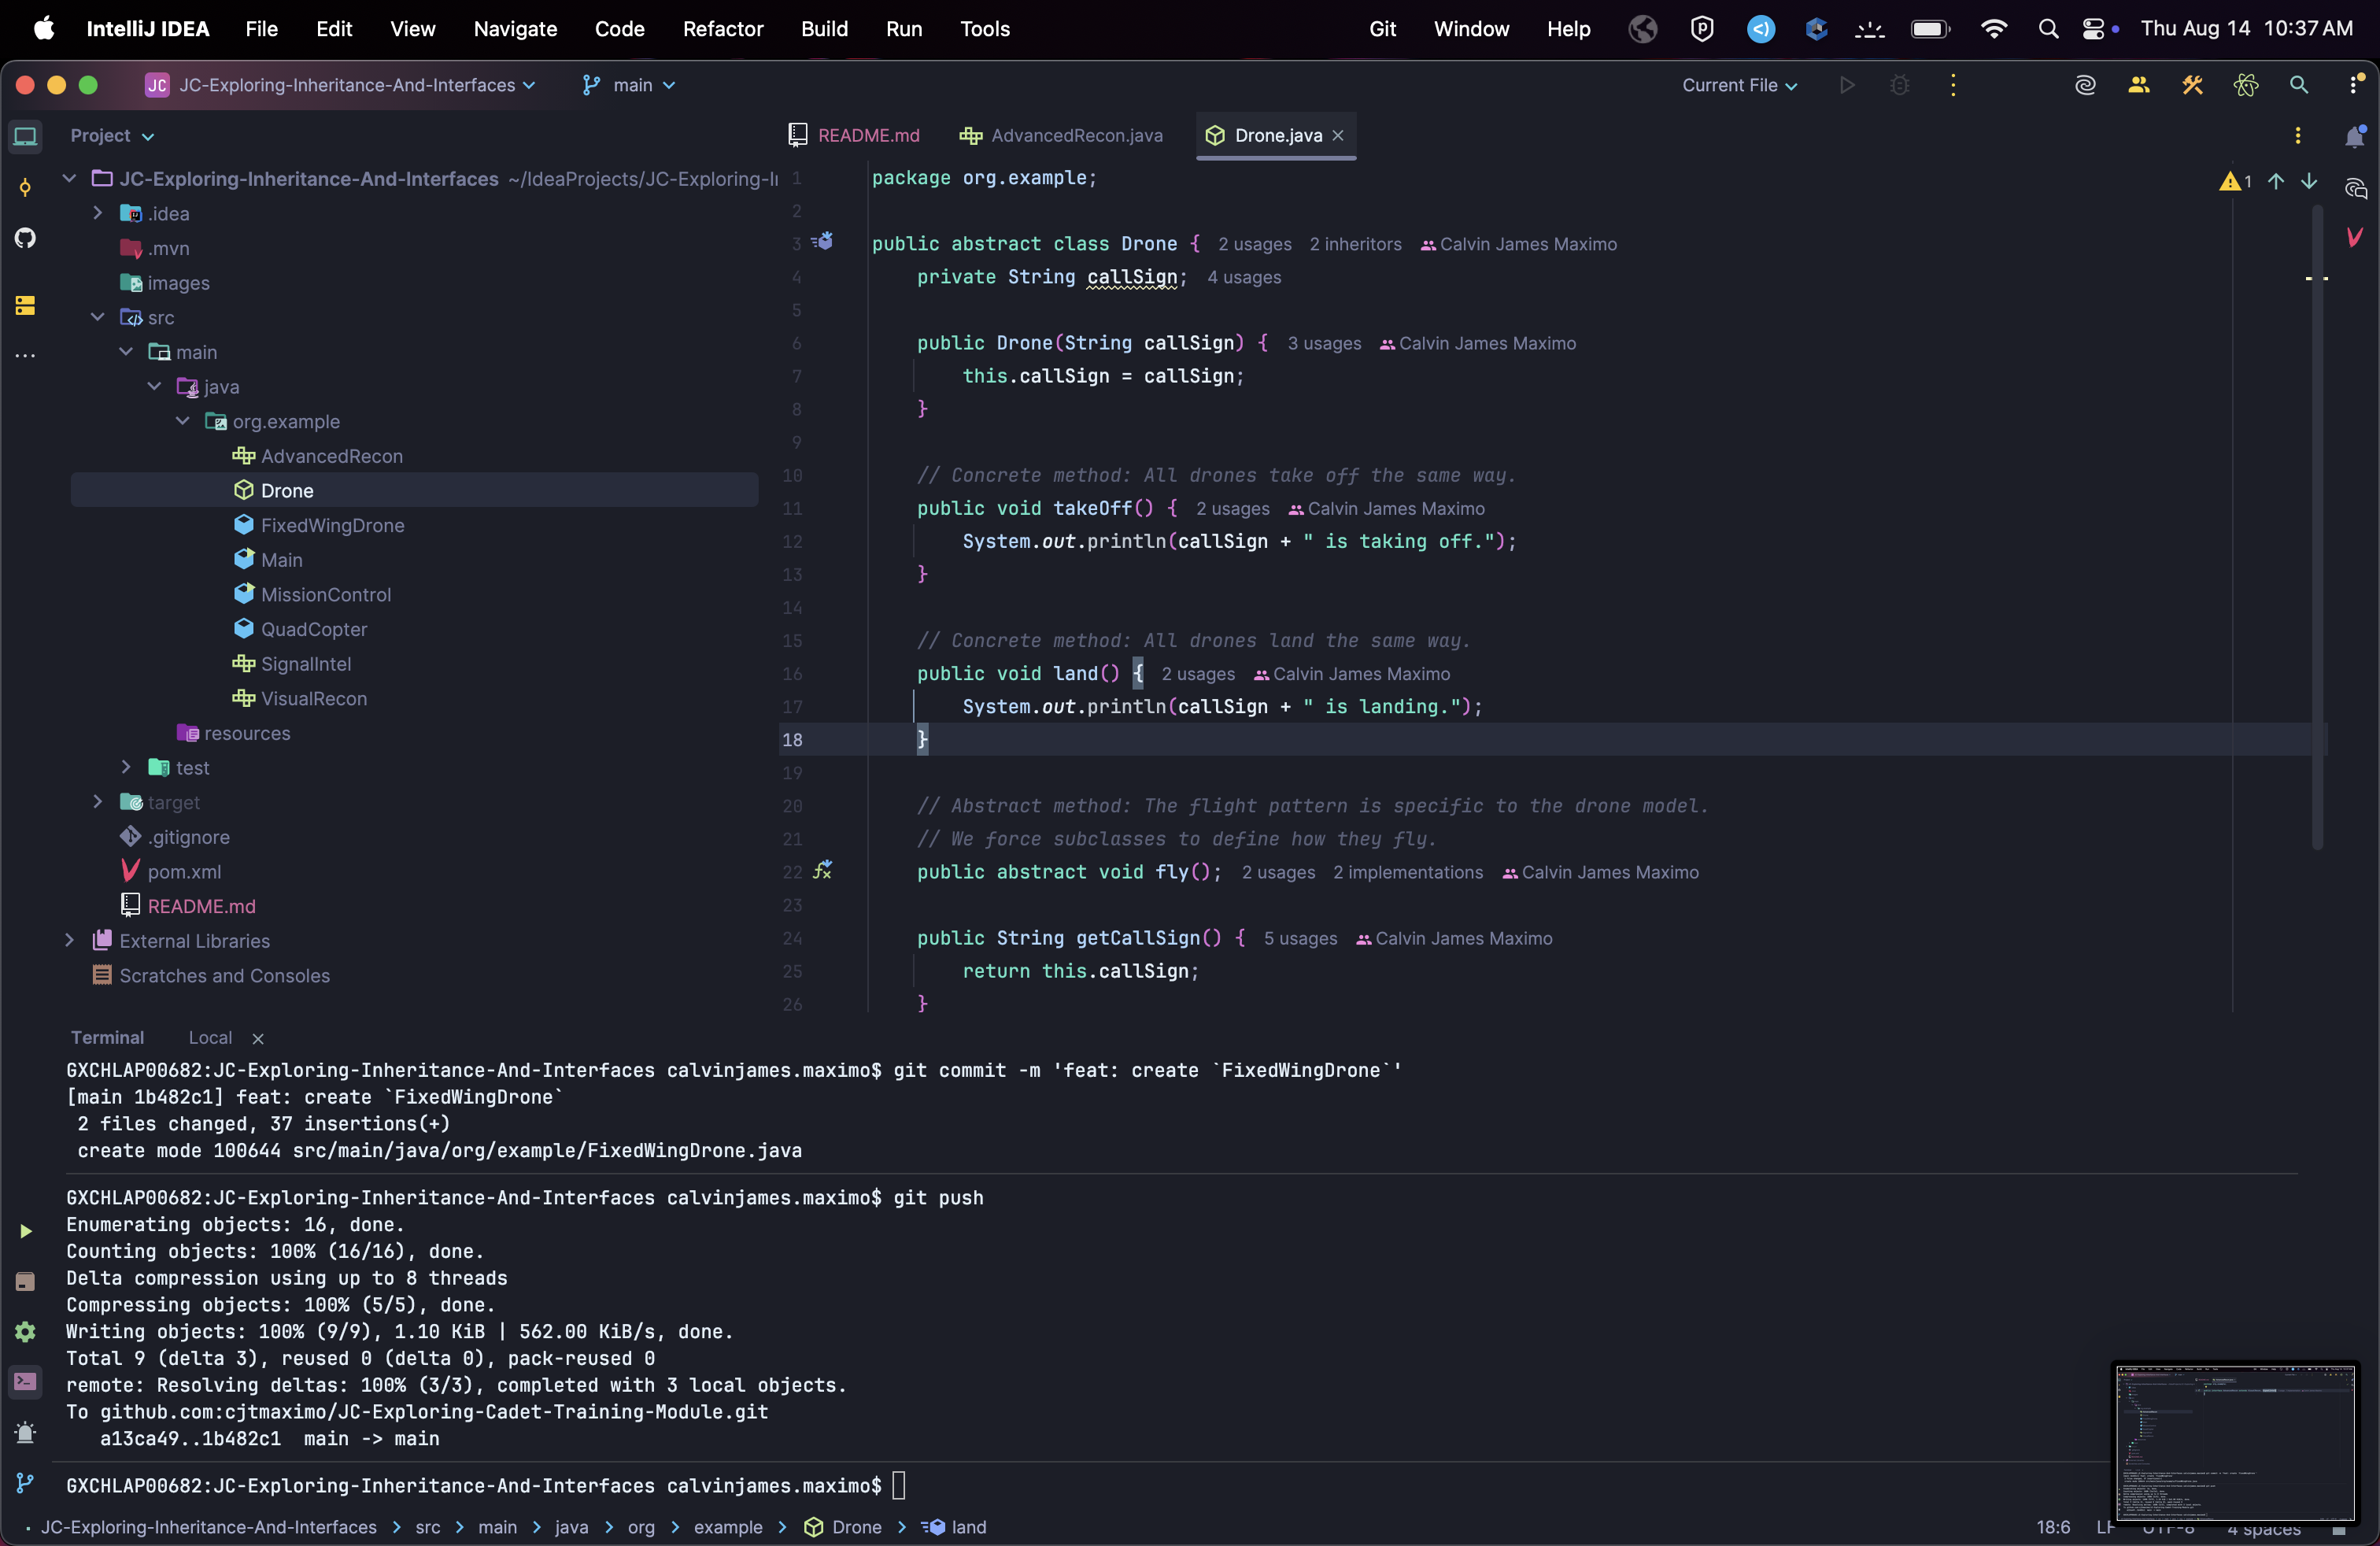 IntelliJ IDEA File Edit View Navigate Code Refactor Build Run Tools Git Window Help Thu Aug 14 10:37 AM
JC JC-Exploring-Inheritance-And-Interfaces main Current File
Project
JC-Exploring-Inheritance-And-Interfaces ~/IdeaProjects/JC-Exploring-I
.idea
.mvn
images
src
main
java
org.example
AdvancedRecon
Drone
FixedWingDrone
Main
MissionControl
QuadCopter
SignalIntel
VisualRecon
resources
test
target
.gitignore
pom.xml
README.md
External Libraries
Scratches and Consoles
README.md AdvancedRecon.java Drone.java
1 package org.example; 1
2
3 public abstract class Drone { 2 usages 2 inheritors Calvin James Maximo
4 private String callSign; 4 usages
5
6 public Drone(String callSign) { 3 usages Calvin James Maximo
7 this.callSign = callSign;
8 }
9
10 // Concrete method: All drones take off the same way.
11 public void takeOff() { 2 usages Calvin James Maximo
12 System.out.println(callSign + " is taking off.");
13 }
14
15 // Concrete method: All drones land the same way.
16 public void land() { 2 usages Calvin James Maximo
17 System.out.println(callSign + " is landing.");
18 }
19
20 // Abstract method: The flight pattern is specific to the drone model.
21 // We force subclasses to define how they fly.
22 public abstract void fly(); 2 usages 2 implementations Calvin James Maximo
23
24 public String getCallSign() { 5 usages Calvin James Maximo
25 return this.callSign;
26 }
Terminal Local
GXCHLAP00682:JC-Exploring-Inheritance-And-Interfaces calvinjames.maximo$ git commit -m 'feat: create `FixedWingDrone`'
[main 1b482c1] feat: create `FixedWingDrone`
2 files changed, 37 insertions(+)
create mode 100644 src/main/java/org/example/FixedWingDrone.java
GXCHLAP00682:JC-Exploring-Inheritance-And-Interfaces calvinjames.maximo$ git push
Enumerating objects: 16, done.
Counting objects: 100% (16/16), done.
Delta compression using up to 8 threads
Compressing objects: 100% (5/5), done.
Writing objects: 100% (9/9), 1.10 KiB | 562.00 KiB/s, done.
Total 9 (delta 3), reused 0 (delta 0), pack-reused 0
remote: Resolving deltas: 100% (3/3), completed with 3 local objects.
To github.com:cjtmaximo/JC-Exploring-Cadet-Training-Module.git
a13ca49..1b482c1 main -> main
GXCHLAP00682:JC-Exploring-Inheritance-And-Interfaces calvinjames.maximo$
JC-Exploring-Inheritance-And-Interfaces > src > main > java > org > example > Drone > land 18:6 LF UTF-8 4 spaces